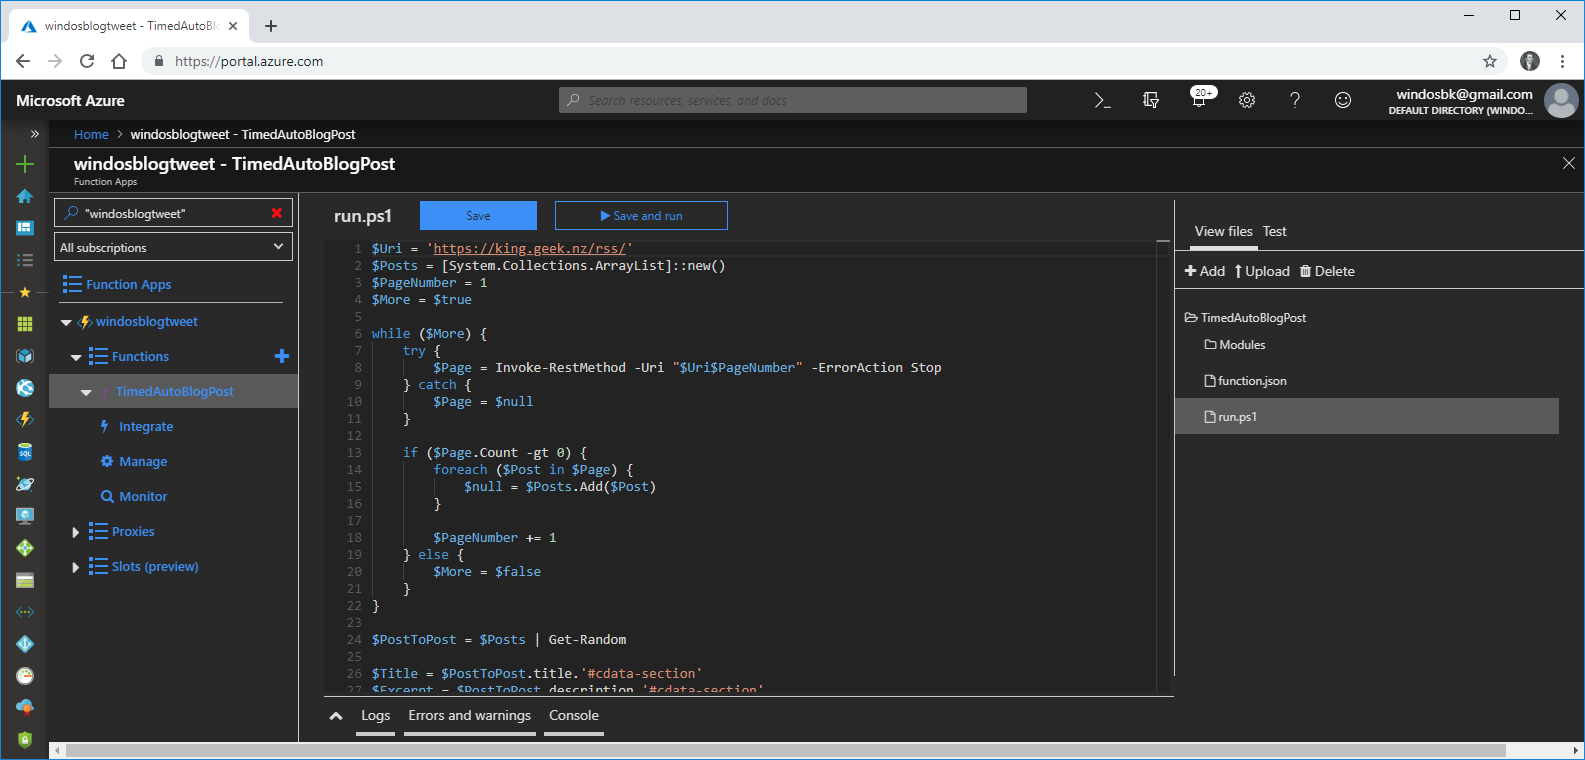 windosblogtweet - TimedAutoBl
https://portal.azure.com
Microsoft Azure
Search resources, services, and docs
20+
windosbk@gmail.com
DEFAULT DIRECTORY (WINDO...
Home > windosblogtweet - TimedAutoBlogPost
windosblogtweet - TimedAutoBlogPost
Function Apps
"windosblogtweet"
All subscriptions
Function Apps
windosblogtweet
Functions
TimedAutoBlogPost
Integrate
Manage
Monitor
Proxies
Slots (preview)
run.ps1
Save
Save and run
1 $Uri = 'https://king.geek.nz/rss/'
2 $Posts = [System.Collections.ArrayList]::new()
3 $PageNumber = 1
4 $More = $true
5
6 while ($More) {
7     try {
8         $Page = Invoke-RestMethod -Uri "$Uri$PageNumber" -ErrorAction Stop
9     } catch {
10         $Page = $null
11     }
12
13     if ($Page.Count -gt 0) {
14         foreach ($Post in $Page) {
15             $null = $Posts.Add($Post)
16         }
17
18         $PageNumber += 1
19     } else {
20         $More = $false
21     }
22 }
23
24 $PostToPost = $Posts | Get-Random
25
26 $Title = $PostToPost.title.'#cdata-section'
27 $Excerpt = $PostToPost.description.'#cdata-section'
Logs Errors and warnings Console
View files Test
Add Upload Delete
TimedAutoBlogPost
Modules
function.json
run.ps1
SQL